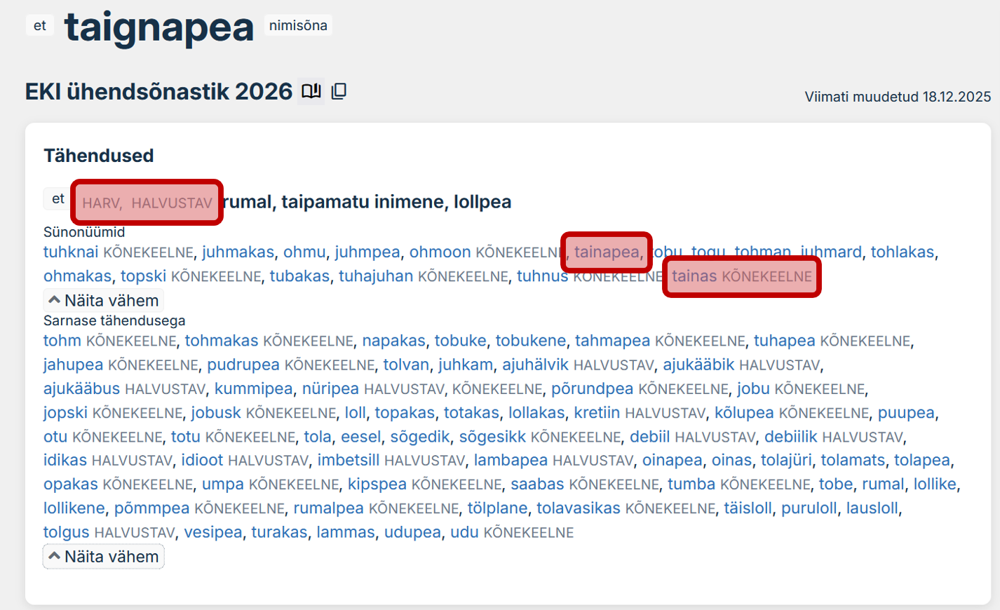 et taignapea nimisõna
EKI ühendsõnastik 2026
Viimati muudetud 18.12.2025
Tähendused
et HARV, HALVUSTAV rumal, taipamatu inimene, lollpea
Sünonüümid
tuhknai KÕNEKEELNE, juhmakas, ohmu, juhmpea, ohmoon KÕNEKEELNE, tainapea, tobu, togu, tohman, juhmard, tohlakas,
ohmakas, topski KÕNEKEELNE, tubakas, tuhajuhan KÕNEKEELNE, tuhnus KÕNEKEELNE tainas KÕNEKEELNE
Näita vähem
Sarnase tähendusega
tohm KÕNEKEELNE, tohmakas KÕNEKEELNE, napakas, tobuke, tobukene, tahmapea KÕNEKEELNE, tuhapea KÕNEKEELNE,
jahupea KÕNEKEELNE, pudrupea KÕNEKEELNE, tolvan, juhkam, ajuhälvik HALVUSTAV, ajukääbik HALVUSTAV,
ajukääbus HALVUSTAV, kummipea, nüripea HALVUSTAV, KÕNEKEELNE, põrundpea KÕNEKEELNE, jobu KÕNEKEELNE,
jopski KÕNEKEELNE, jobusk KÕNEKEELNE, loll, topakas, totakas, lollakas, kretiin HALVUSTAV, kõlupea KÕNEKEELNE, puupea,
otu KÕNEKEELNE, totu KÕNEKEELNE, tola, eesel, sõgedik, sõgesikk KÕNEKEELNE, debiil HALVUSTAV, debiilik HALVUSTAV,
idikas HALVUSTAV, idioot HALVUSTAV, imbetsill HALVUSTAV, lambapea HALVUSTAV, oinapea, oinas, tolajüri, tolamats, tolapea,
opakas KÕNEKEELNE, umpa KÕNEKEELNE, kipspea KÕNEKEELNE, saabas KÕNEKEELNE, tumba KÕNEKEELNE, tobe, rumal, lollike,
lollikene, põmmpea KÕNEKEELNE, rumalpea KÕNEKEELNE, tölplane, tolavasikas KÕNEKEELNE, täisloll, puruloll, lausloll,
tolgus HALVUSTAV, vesipea, turakas, lammas, udupea, udu KÕNEKEELNE
Näita vähem